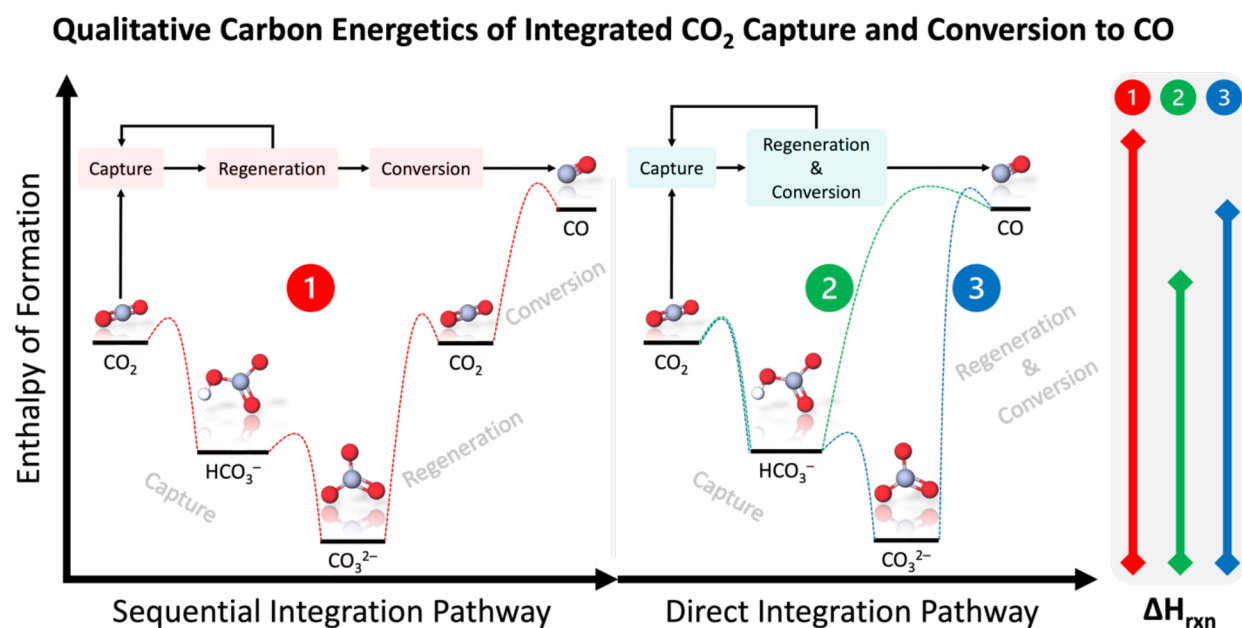 Qualitative Carbon Energetics of Integrated CO₂ Capture and Conversion to CO
Enthalpy of Formation
Capture
Regeneration
Conversion
CO
1
CO₂
HCO₃⁻
CO₃²⁻
CO₂
Capture
Regeneration
Conversion
Sequential Integration Pathway
Capture
Regeneration
&
Conversion
CO
2
3
CO₂
HCO₃⁻
CO₃²⁻
Capture
Regeneration
&
Conversion
Direct Integration Pathway
1 2 3
ΔHᵣₓₙ